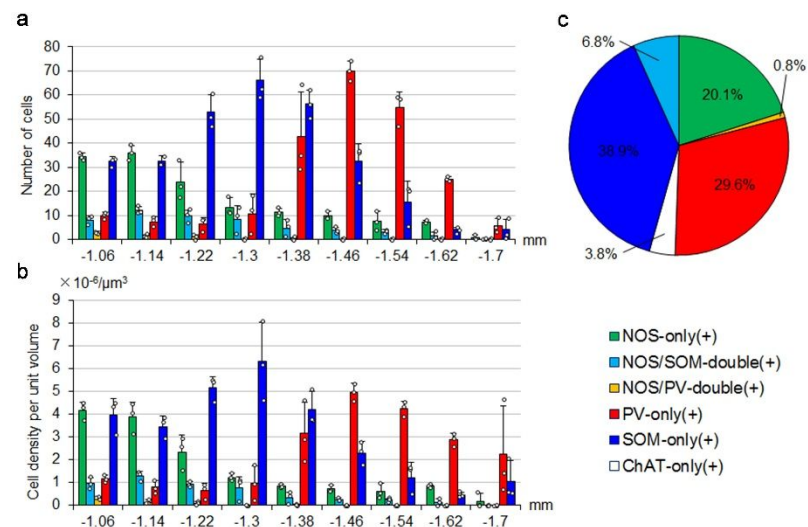 a
Number of cells
80
70
60
50
40
30
20
10
0
-1.06 -1.14 -1.22 -1.3 -1.38 -1.46 -1.54 -1.62 -1.7
mm
b
×10⁻⁶/μm³
Cell density per unit volume
9
8
7
6
5
4
3
2
1
0
-1.06 -1.14 -1.22 -1.3 -1.38 -1.46 -1.54 -1.62 -1.7
mm
c
6.8%
0.8%
20.1%
38.9%
29.6%
3.8%
NOS-only(+)
NOS/SOM-double(+)
NOS/PV-double(+)
PV-only(+)
SOM-only(+)
ChAT-only(+)